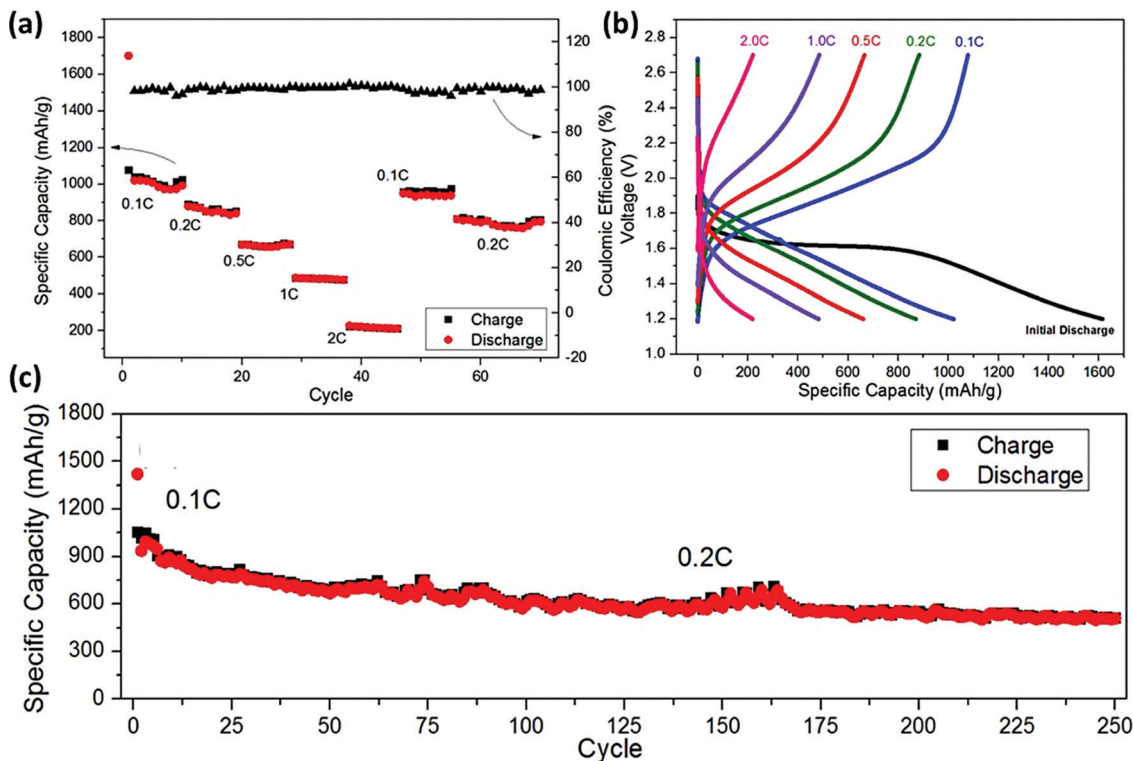 (a)
1800
1600
1400
1200
1000
800
600
400
200
Specific Capacity (mAh/g)
120
100
80
60
40
20
0
-20
Coulomic Efficiency (%)
0.1C
0.2C
0.5C
1C
2C
0.1C
0.2C
Charge
Discharge
0 20 40 60
Cycle
(b)
2.8
2.6
2.4
2.2
2.0
1.8
1.6
1.4
1.2
1.0
Voltage (V)
2.0C 1.0C 0.5C 0.2C 0.1C
Initial Discharge
0 200 400 600 800 1000 1200 1400 1600
Specific Capacity (mAh/g)
(c)
1800
1500
1200
900
600
300
0
Specific Capacity (mAh/g)
0.1C
0.2C
Charge
Discharge
0 25 50 75 100 125 150 175 200 225 250
Cycle